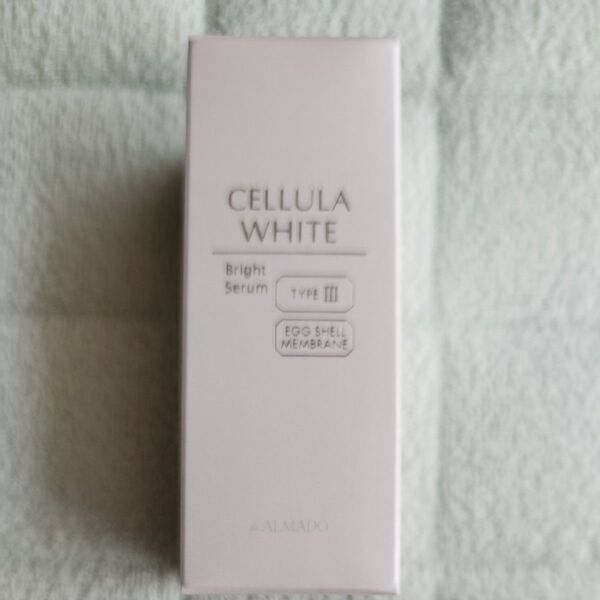 CELLULA
WHITE
Bright
Serum
TYPE III
EGG SHELL
MEMBRANE
ALMADO